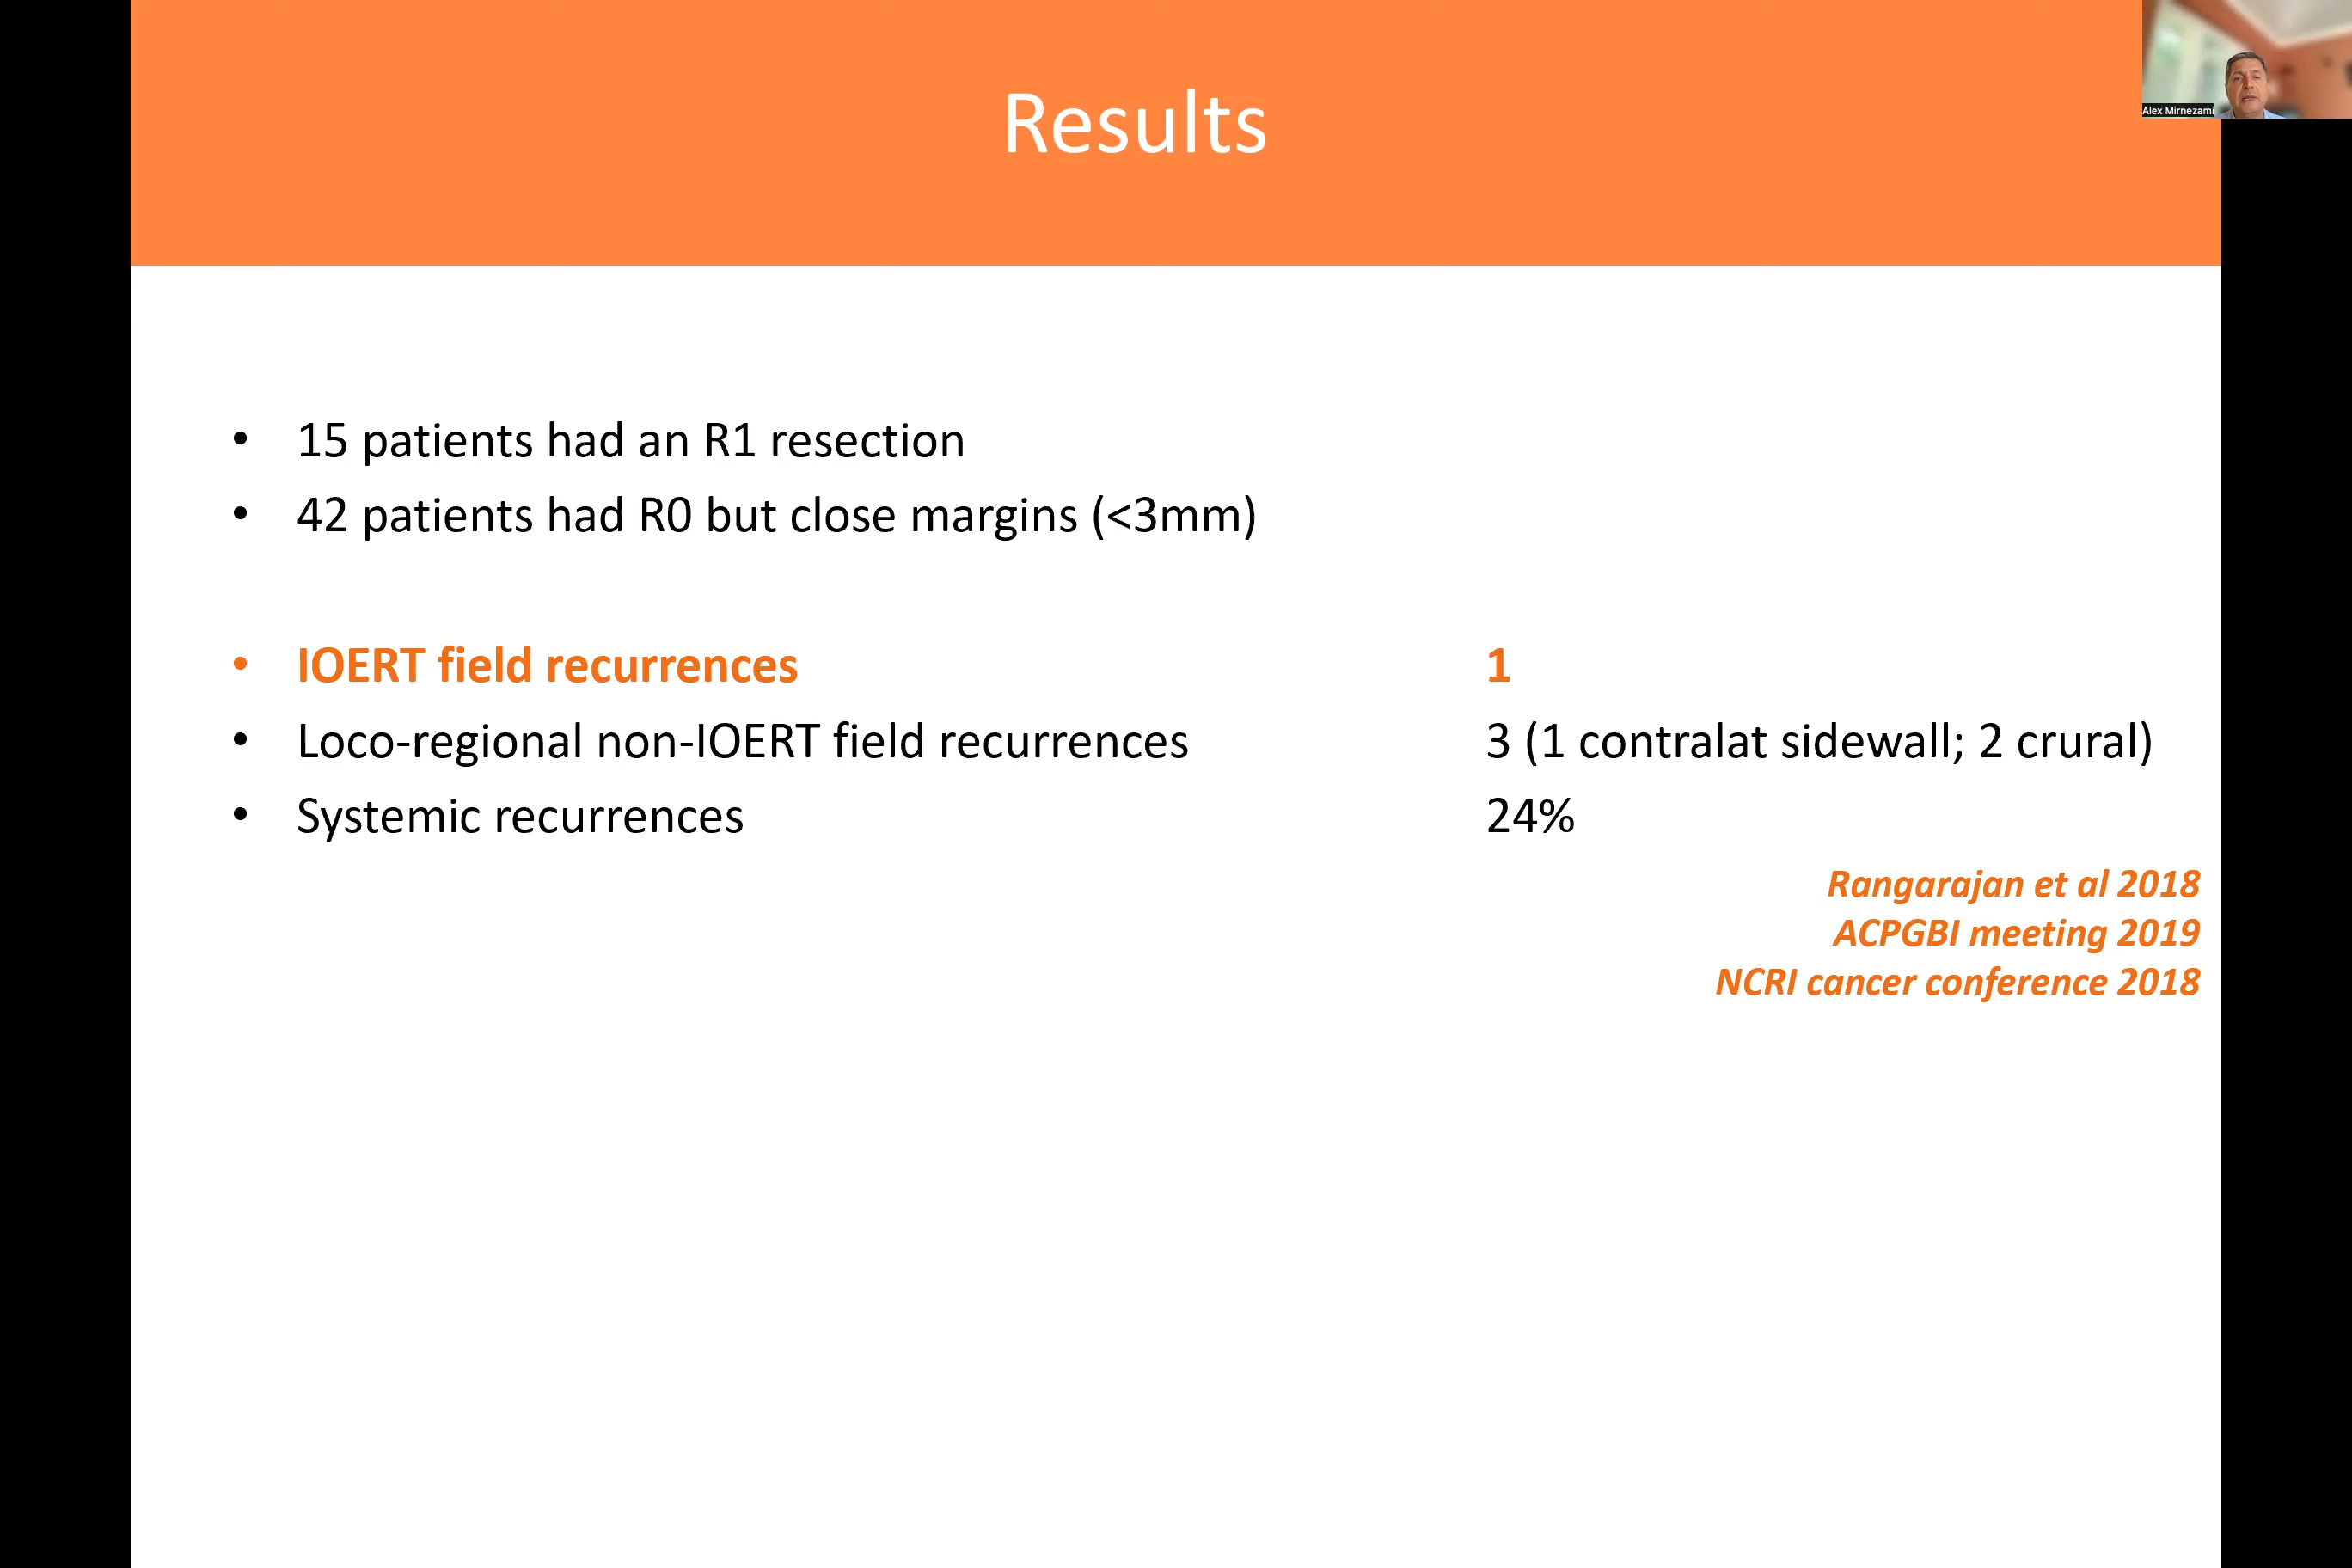 Results
Alex Mirnezami
• 15 patients had an R1 resection
• 42 patients had R0 but close margins (<3mm)
• IOERT field recurrences 1
• Loco-regional non-IOERT field recurrences 3 (1 contralat sidewall; 2 crural)
• Systemic recurrences 24%
Rangarajan et al 2018
ACPGBI meeting 2019
NCRI cancer conference 2018